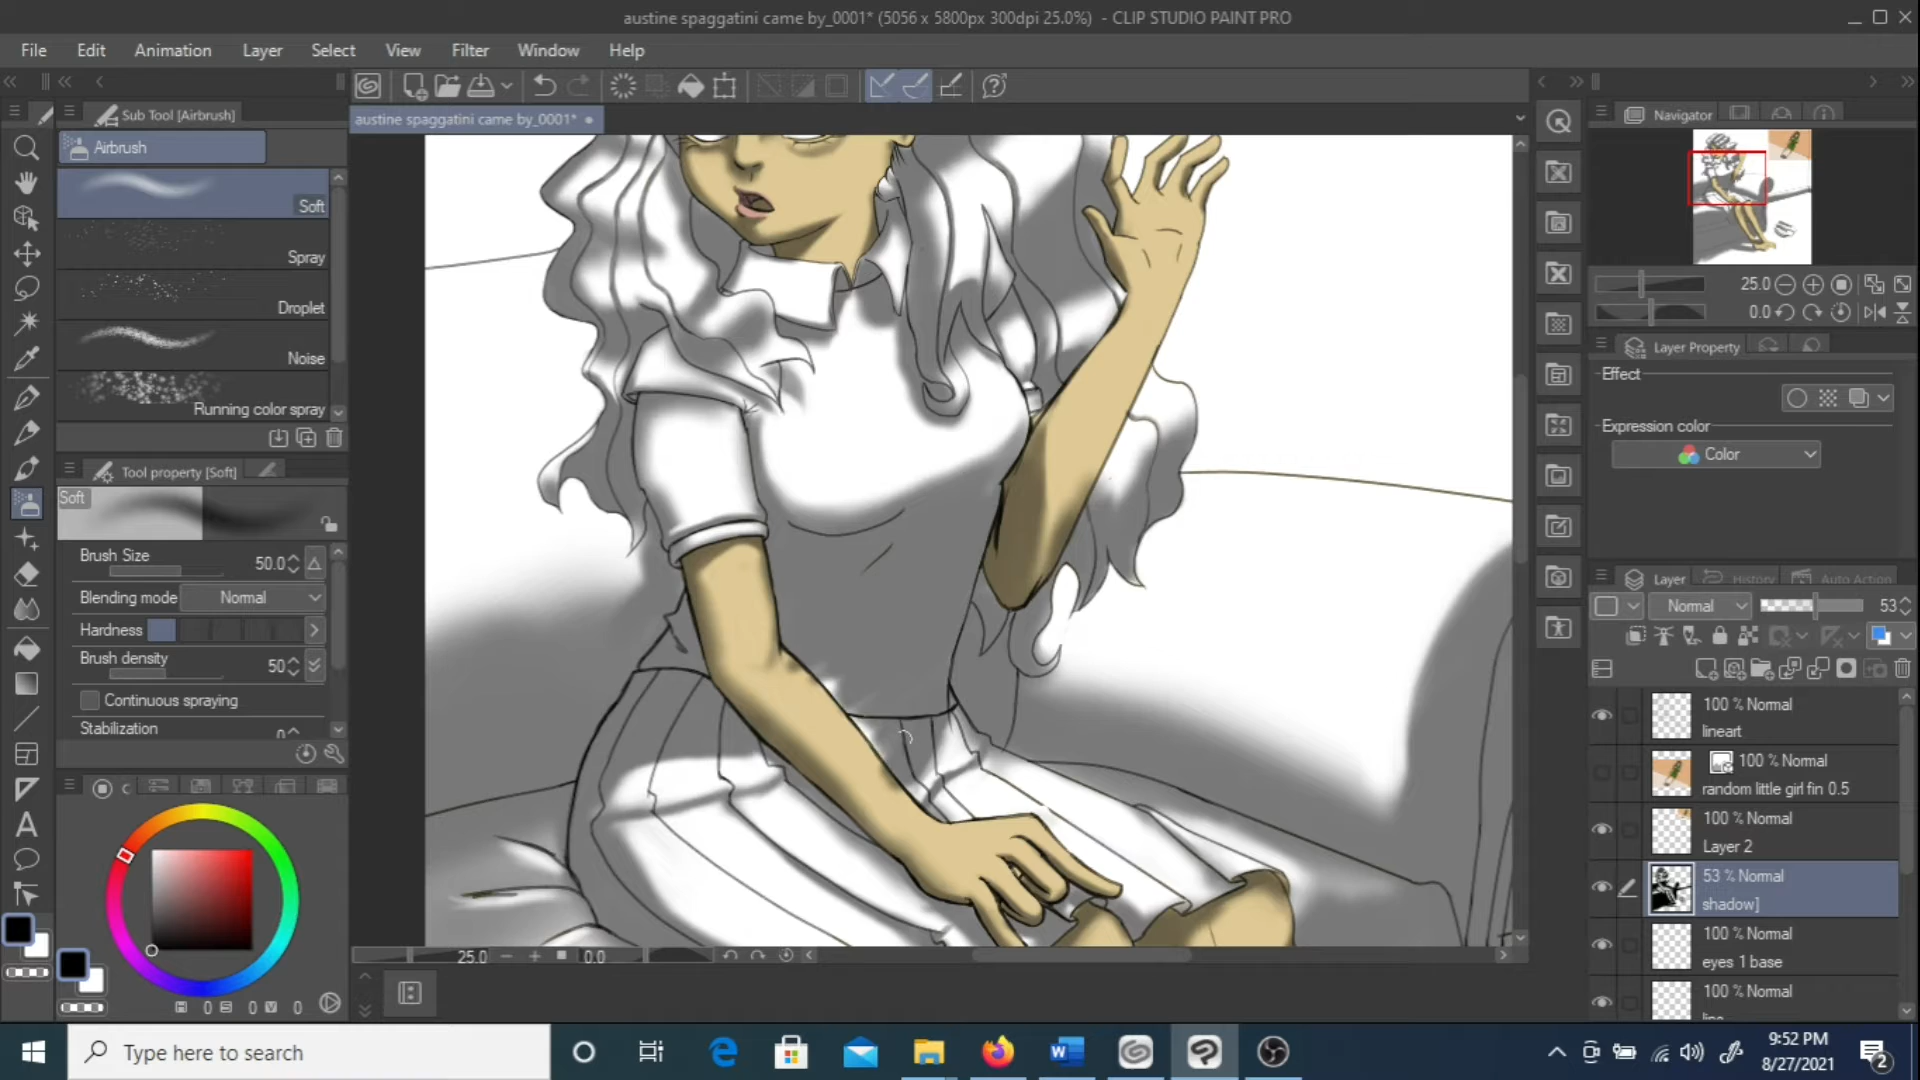 austine spaggatini came by_0001* (5056 x 5800px 300dpi 25.0%) - CLIP STUDIO PAINT PRO
File Edit Animation Layer Select View Filter Window Help
Sub Tool [Airbrush]
austine spaggatini came by_0001*
Navigator
Airbrush
Soft
Spray
Droplet
Noise
Running color spray
25.0
0.0
Layer Property
Effect
Expression color
Color
Tool property [Soft]
Soft
Brush Size 50.0
Blending mode Normal
Hardness
Brush density 50
Continuous spraying
Stabilization
Layer History Auto Action
Normal 53
100 % Normal
lineart
100 % Normal
random little girl fin 0.5
100 % Normal
Layer 2
53 % Normal
shadow]
100 % Normal
eyes 1 base
100 % Normal
25.0 0.0
H 0 S 0 V 0
Type here to search
9:52 PM
8/27/2021
2